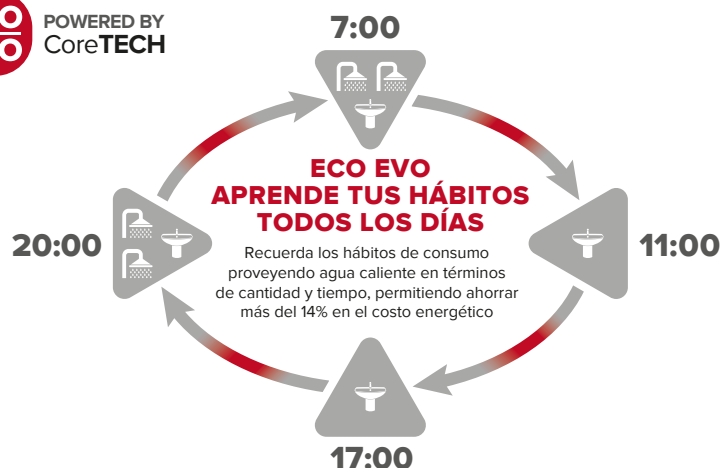 POWERED BY
CoreTECH
7:00
ECO EVO
APRENDE TUS HÁBITOS
TODOS LOS DÍAS
20:00
11:00
Recuerda los hábitos de consumo
proveyendo agua caliente en términos
de cantidad y tiempo, permitiendo ahorrar
más del 14% en el costo energético
17:00